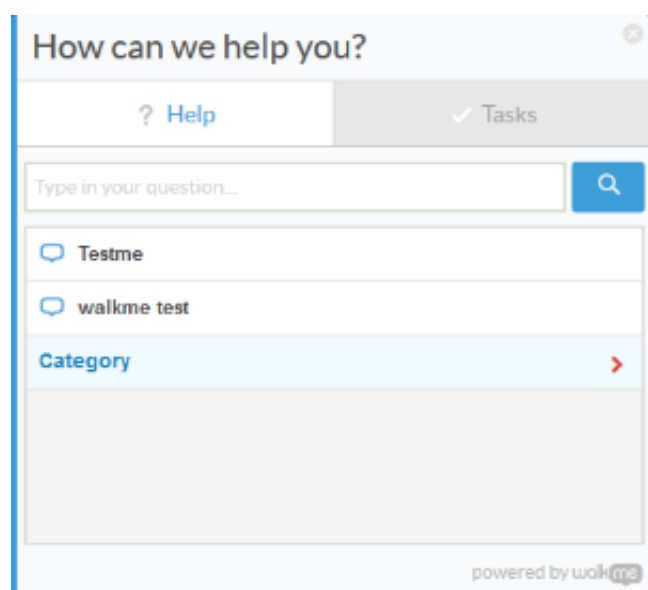 How can we help you?
? Help
Tasks
Type in your question...
Testme
walkme test
Category
powered by walkme